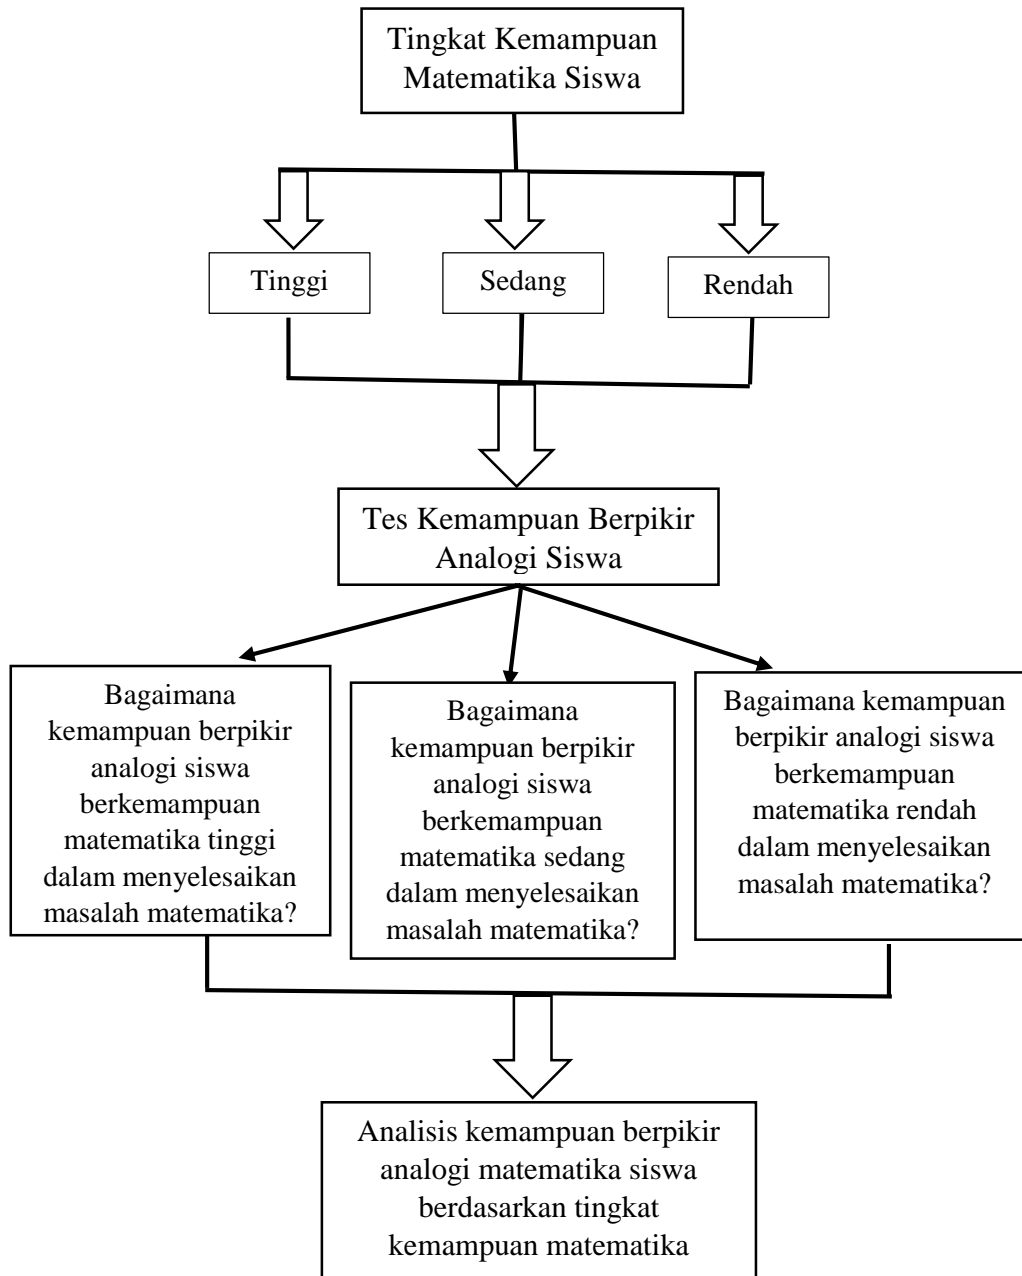 Tingkat Kemampuan
Matematika Siswa
Tinggi
Sedang
Rendah
Tes Kemampuan Berpikir
Analogi Siswa
Bagaimana
kemampuan berpikir
analogi siswa
berkemampuan
matematika tinggi
dalam menyelesaikan
masalah matematika?
Bagaimana
kemampuan berpikir
analogi siswa
berkemampuan
matematika sedang
dalam menyelesaikan
masalah matematika?
Bagaimana kemampuan
berpikir analogi siswa
berkemampuan
matematika rendah
dalam menyelesaikan
masalah matematika?
Analisis kemampuan berpikir
analogi matematika siswa
berdasarkan tingkat
kemampuan matematika